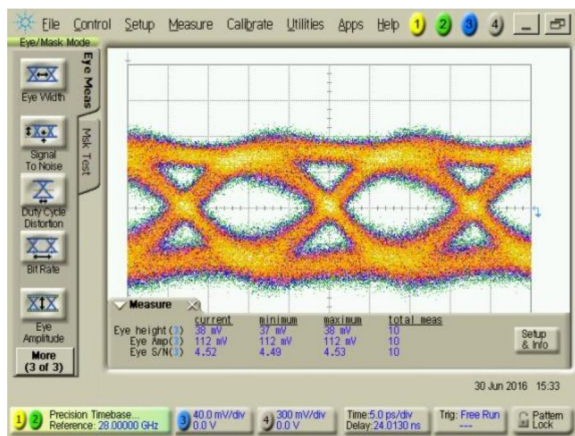 File Control Setup Measure Calibrate Utilities Apps Help 1 2 3 4
Eye/Mask Mode
Eye Meas
Msk Test
Eye Width
Signal
To Noise
Duty Cycle
Distortion
Bit Rate
Eye
Amplitude
More
(3 of 3)
Measure
current minimum maximum total meas
Eye height(3) 38 mV 37 mV 38 mV 10
Eye Amp(3) 112 mV 112 mV 112 mV 10
Eye S/N(3) 4.52 4.49 4.53 10
Setup
& Info
30 Jun 2016 15:33
1 2 Precision Timebase...
Reference: 28.00000 GHz
3 40.0 mV/div
0.0 V
4 300 mV/div
0.0 V
Time:5.0 ps/div
Delay:24.0130 ns
Trig: Free Run
---
Pattern
Lock